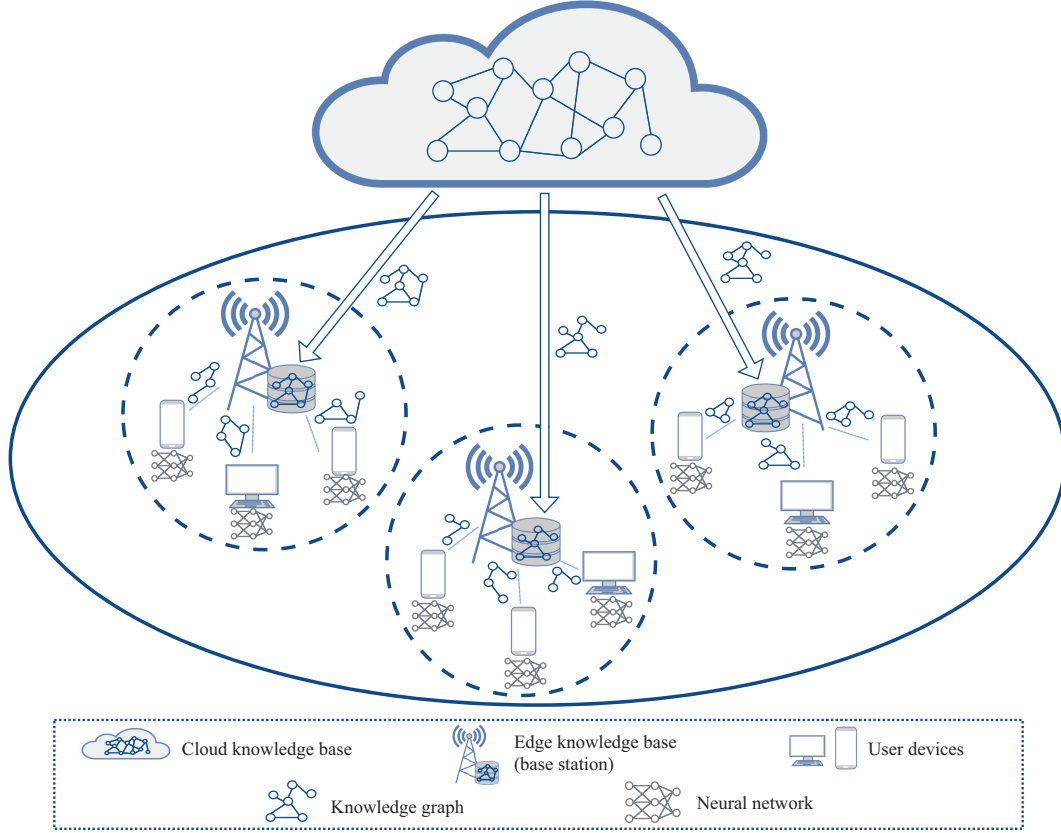 Cloud knowledge base
Edge knowledge base
(base station)
User devices
Knowledge graph
Neural network